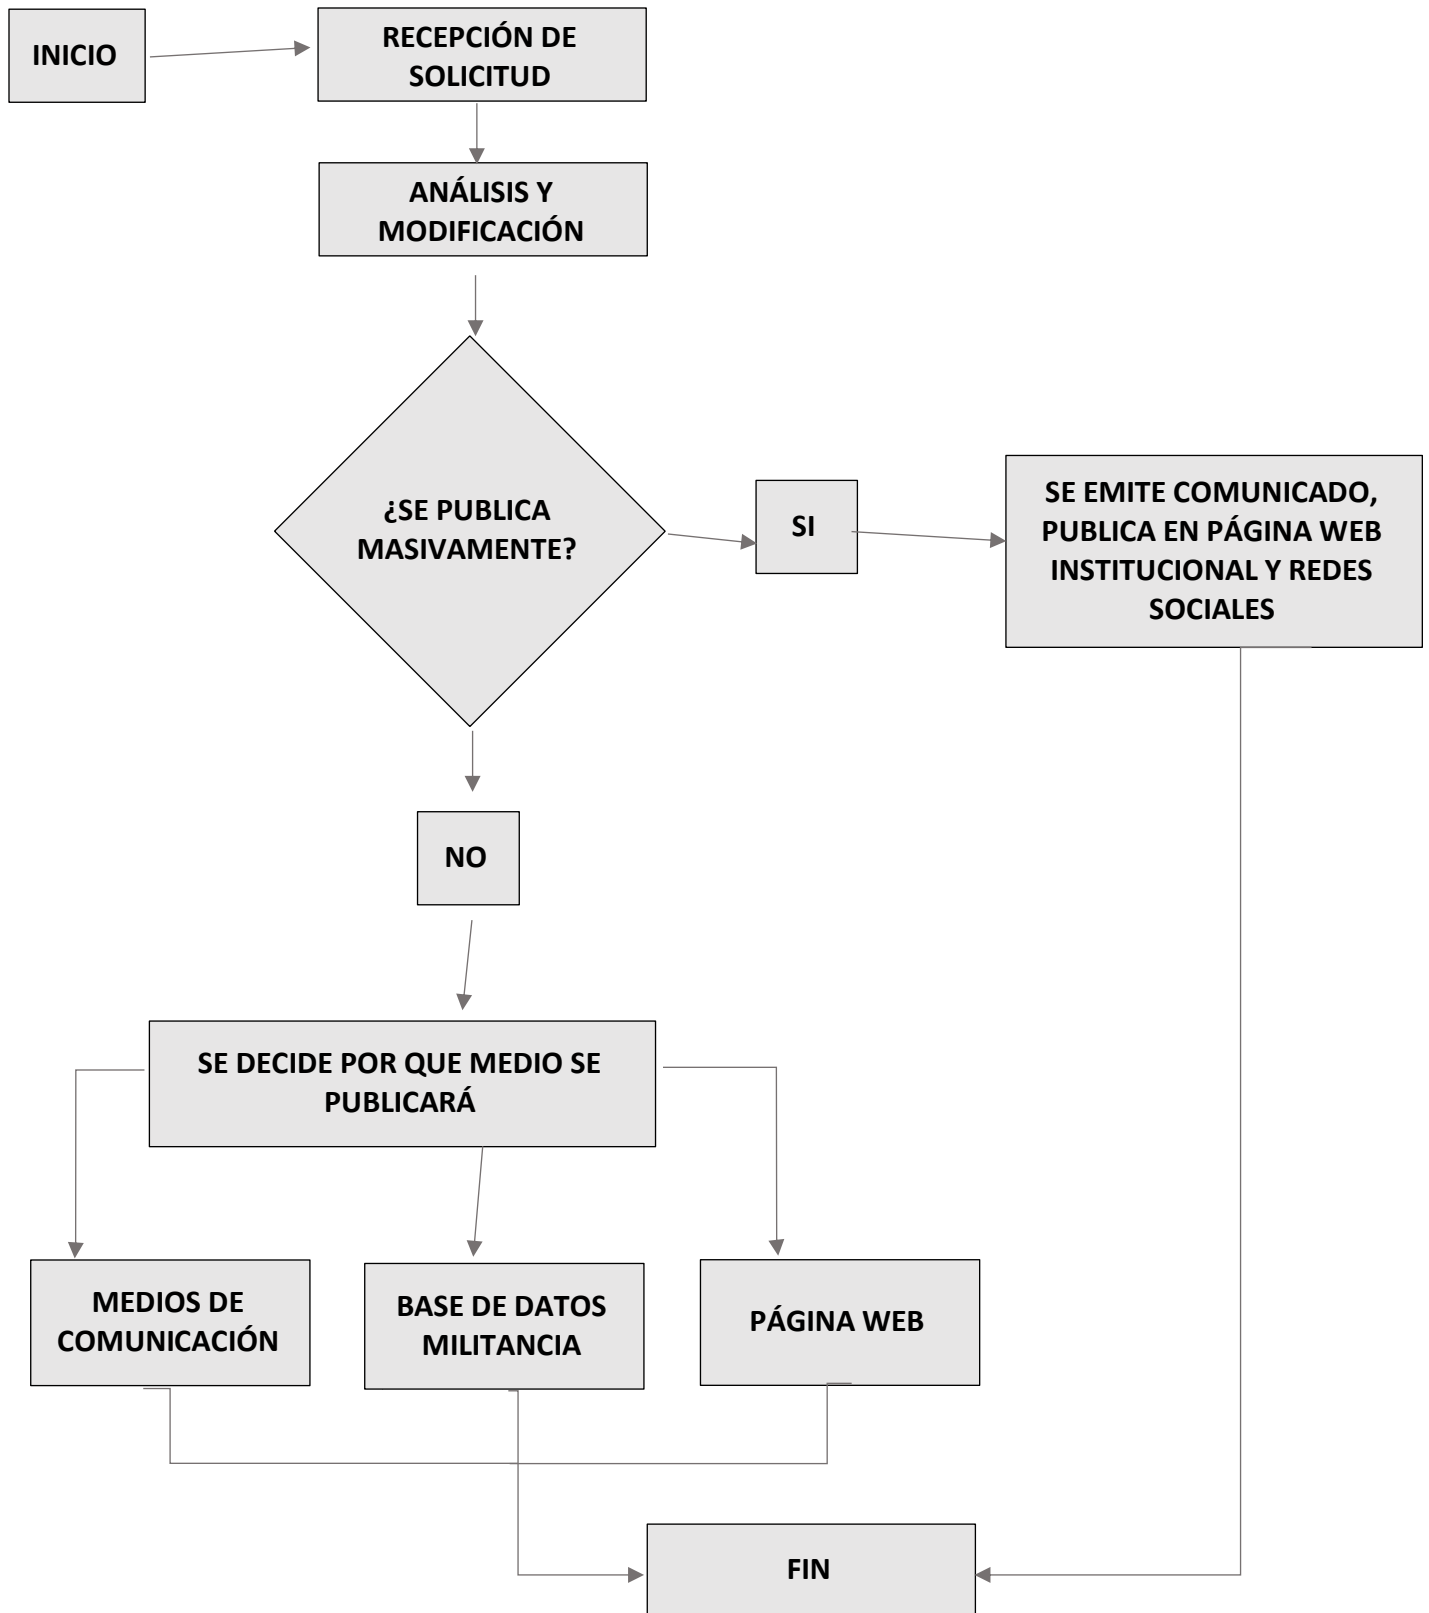 INICIO
RECEPCIÓN DE
SOLICITUD
ANÁLISIS Y
MODIFICACIÓN
¿SE PUBLICA
MASIVAMENTE?
SI
SE EMITE COMUNICADO,
PUBLICA EN PÁGINA WEB
INSTITUCIONAL Y REDES
SOCIALES
NO
SE DECIDE POR QUE MEDIO SE
PUBLICARÁ
MEDIOS DE
COMUNICACIÓN
BASE DE DATOS
MILITANCIA
PÁGINA WEB
FIN